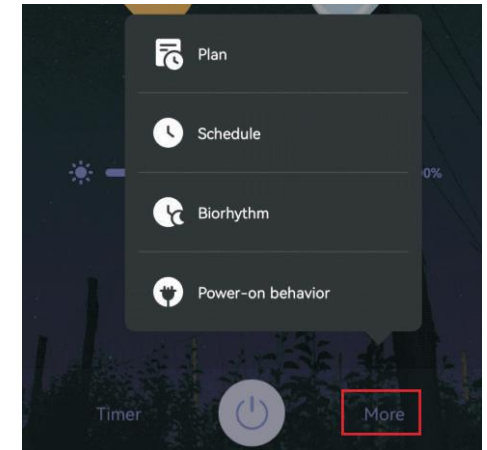 Plan
Schedule
Biorhythm
0%
Power-on behavior
Timer
More